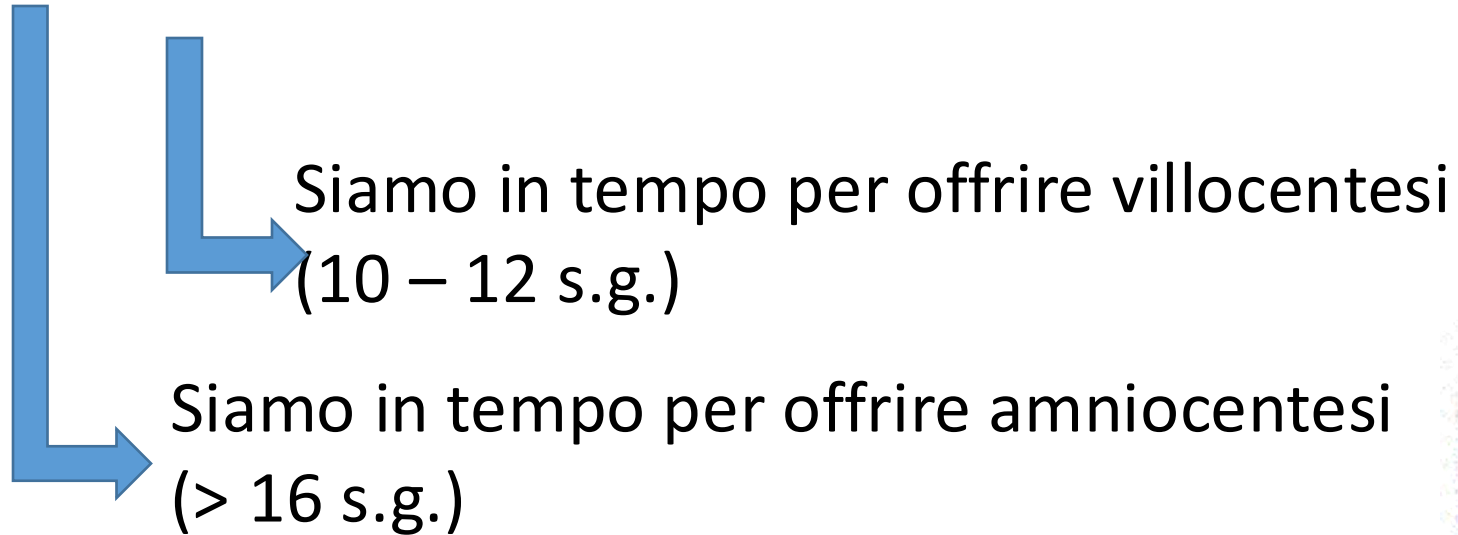 Siamo in tempo per offrire villocentesi
(10 – 12 s.g.)
Siamo in tempo per offrire amniocentesi
(> 16 s.g.)